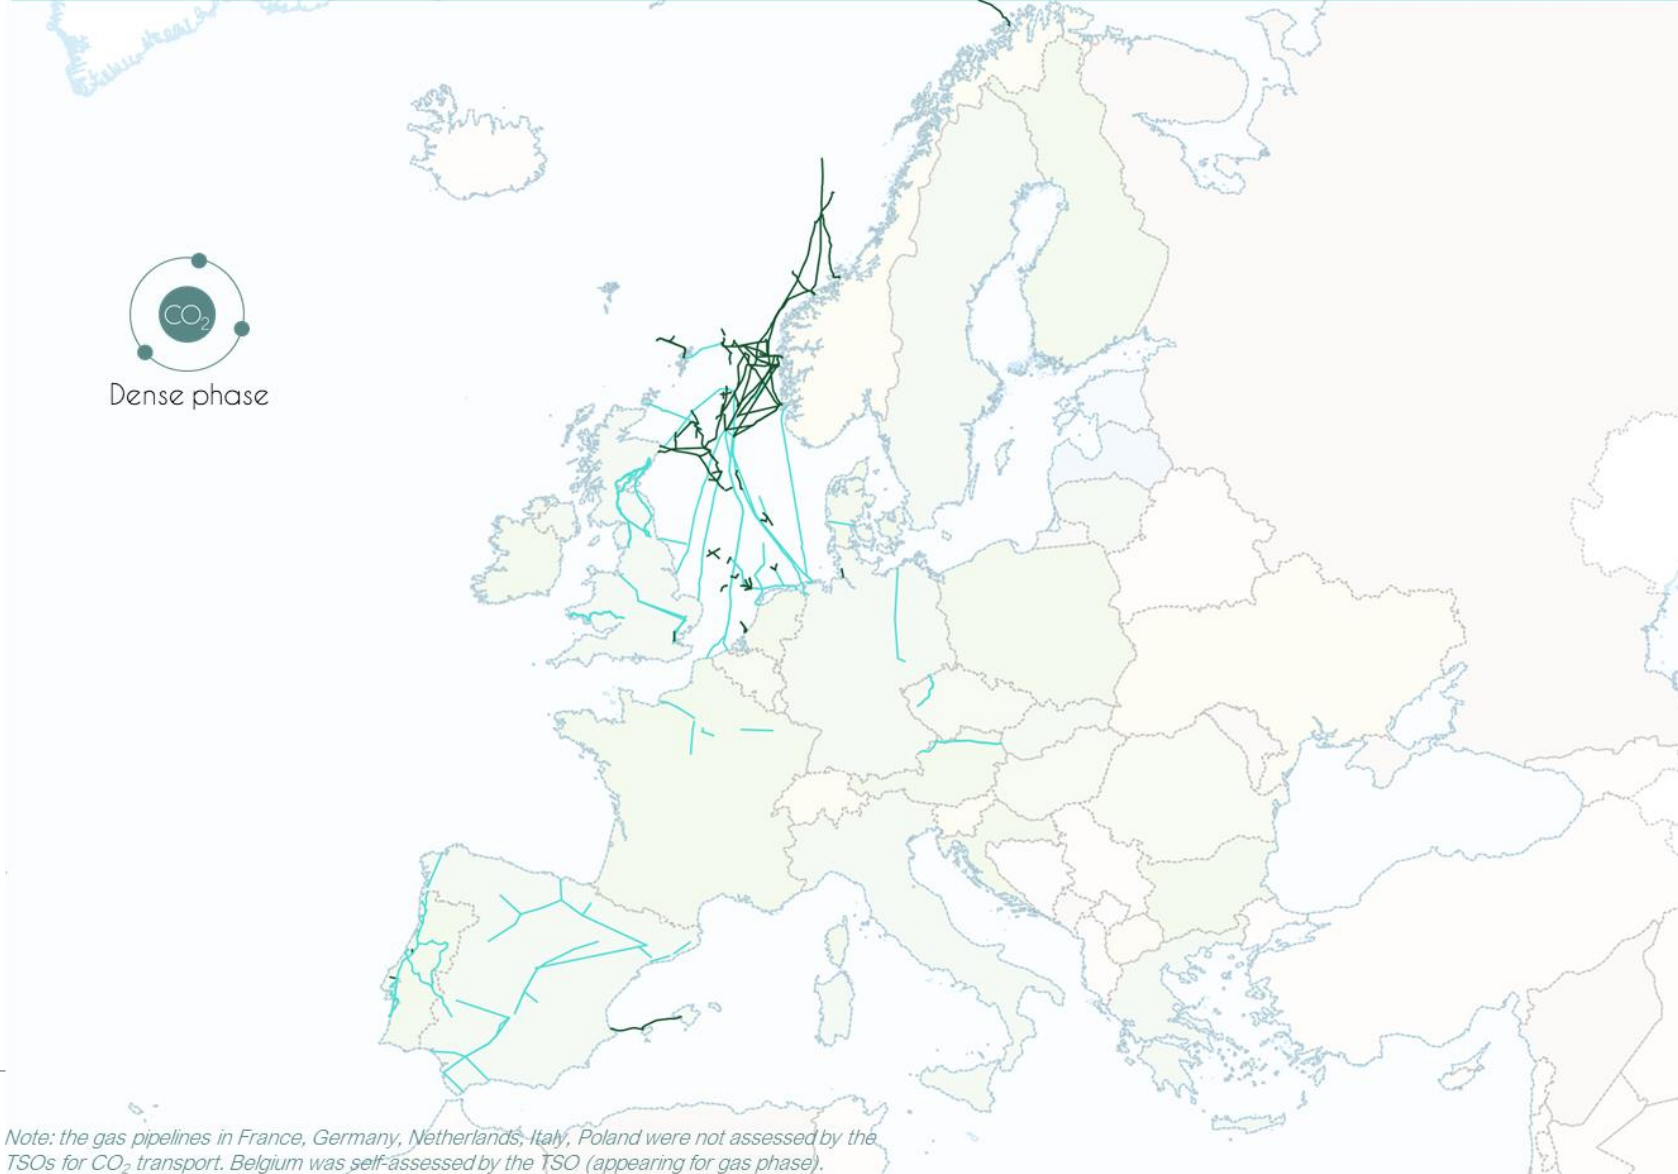 CO₂
Dense phase
Note: the gas pipelines in France, Germany, Netherlands, Italy, Poland were not assessed by the
TSOs for CO₂ transport. Belgium was self-assessed by the TSO (appearing for gas phase).